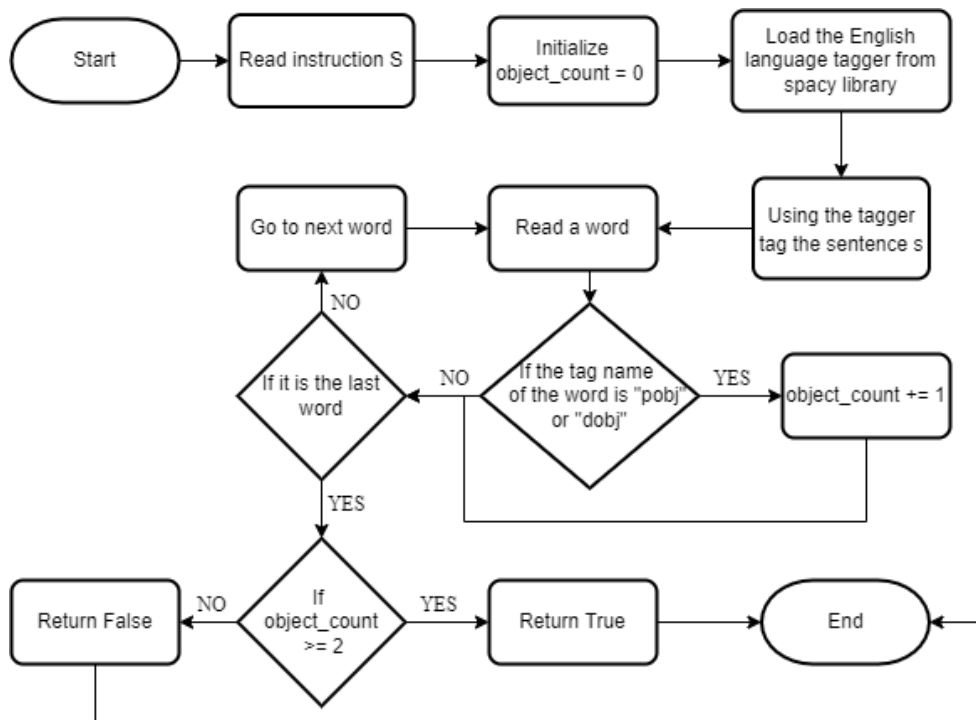 Start
Read instruction S
Initialize
object_count = 0
Load the English
language tagger from
spacy library
Go to next word
Read a word
Using the tagger
tag the sentence s
NO
If it is the last
word
NO
If the tag name
of the word is "pobj"
or "dobj"
YES
object_count += 1
YES
Return False
NO
If
object_count
>= 2
YES
Return True
End